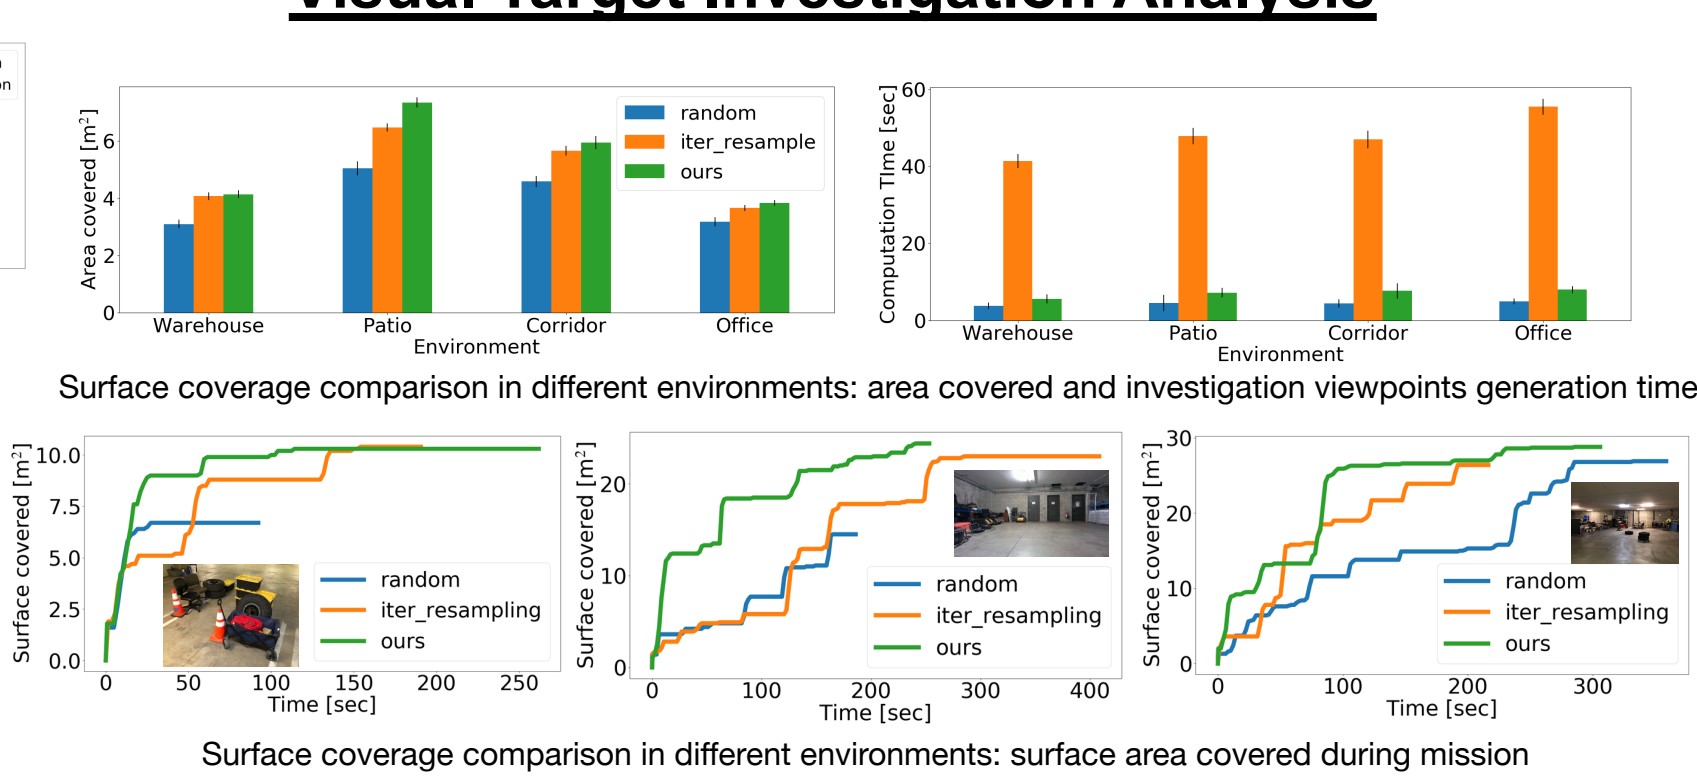 Visual Target Investigation Analysis
on
Area covered [m²]
6
4
2
0
random
iter_resample
ours
Warehouse Patio Corridor Office
Environment
Computation TIme [sec]
60
40
20
0
Warehouse Patio Corridor Office
Environment
Surface coverage comparison in different environments: area covered and investigation viewpoints generation time
Surface covered [m²]
10.0
7.5
5.0
2.5
0.0
random
iter_resampling
ours
0 50 100 150 200 250
Time [sec]
Surface covered [m²]
20
10
0
random
iter_resampling
ours
0 100 200 300 400
Time [sec]
Surface covered [m²]
30
20
10
0
random
iter_resampling
ours
0 100 200 300
Time [sec]
Surface coverage comparison in different environments: surface area covered during mission